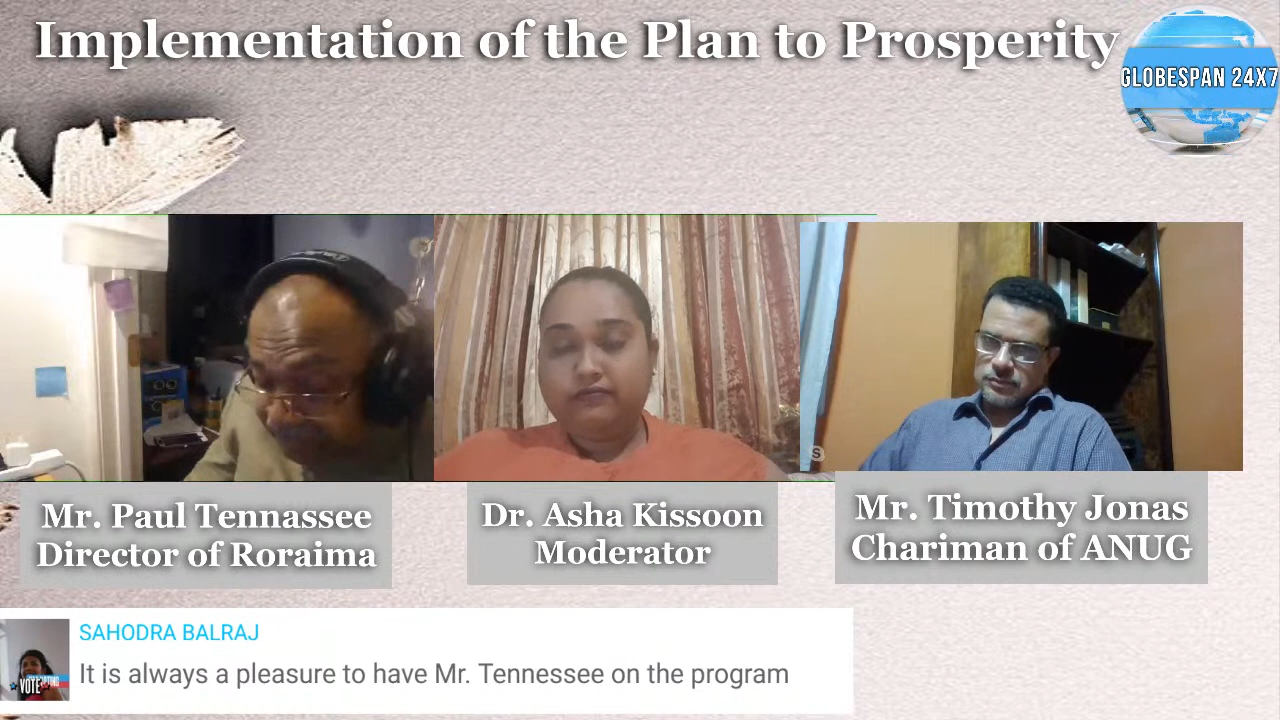 Implementation of the Plan to Prosperity
GLOBESPAN 24X7
Mr. Paul Tennassee
Director of Roraima
Dr. Asha Kissoon
Moderator
Mr. Timothy Jonas
Chariman of ANUG
SAHODRA BALRAJ
It is always a pleasure to have Mr. Tennessee on the program
VOTE